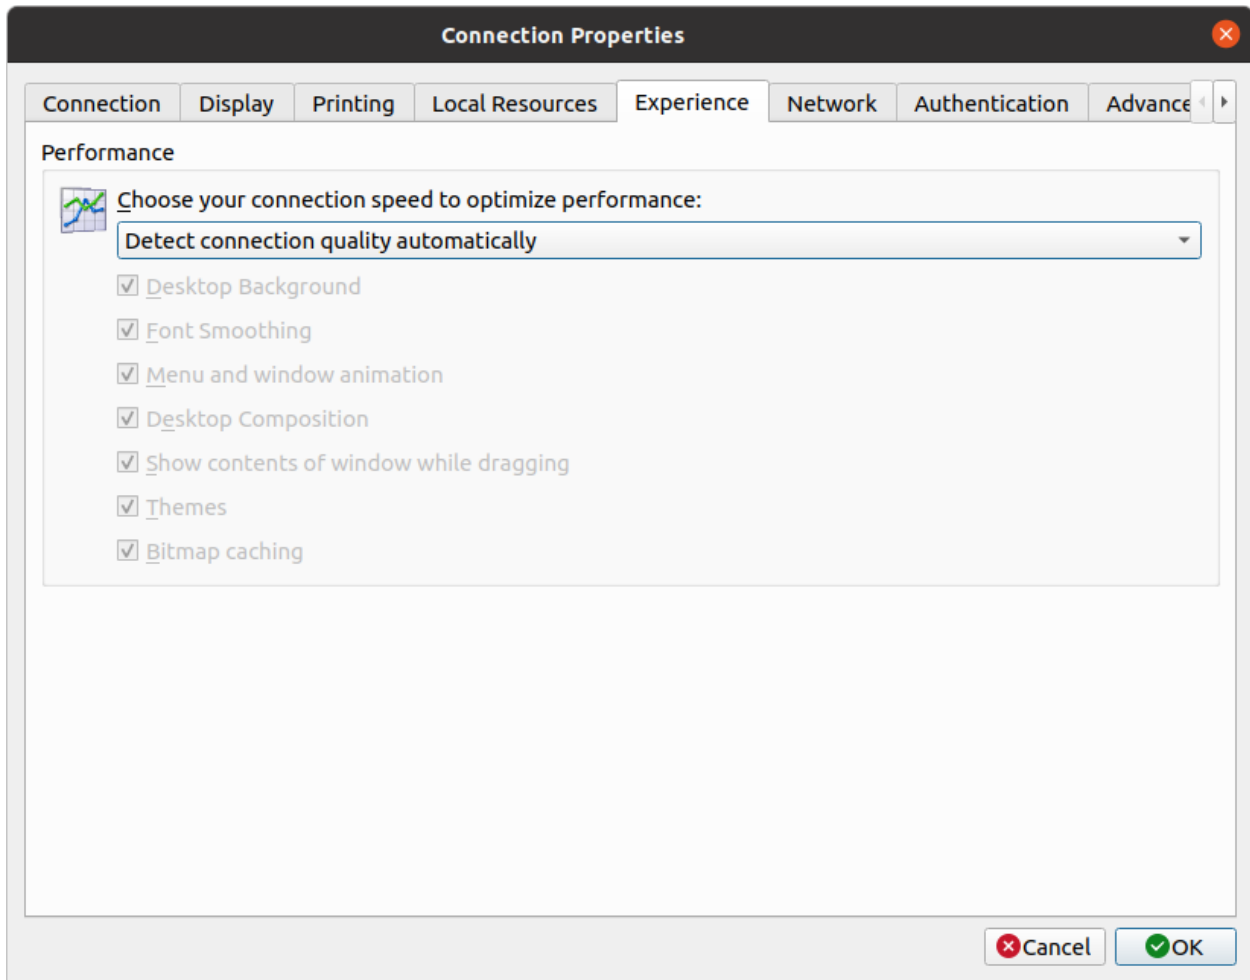 Connection Properties
Connection Display Printing Local Resources Experience Network Authentication Advance
Performance
Choose your connection speed to optimize performance:
Detect connection quality automatically
Desktop Background
Font Smoothing
Menu and window animation
Desktop Composition
Show contents of window while dragging
Themes
Bitmap caching
Cancel OK